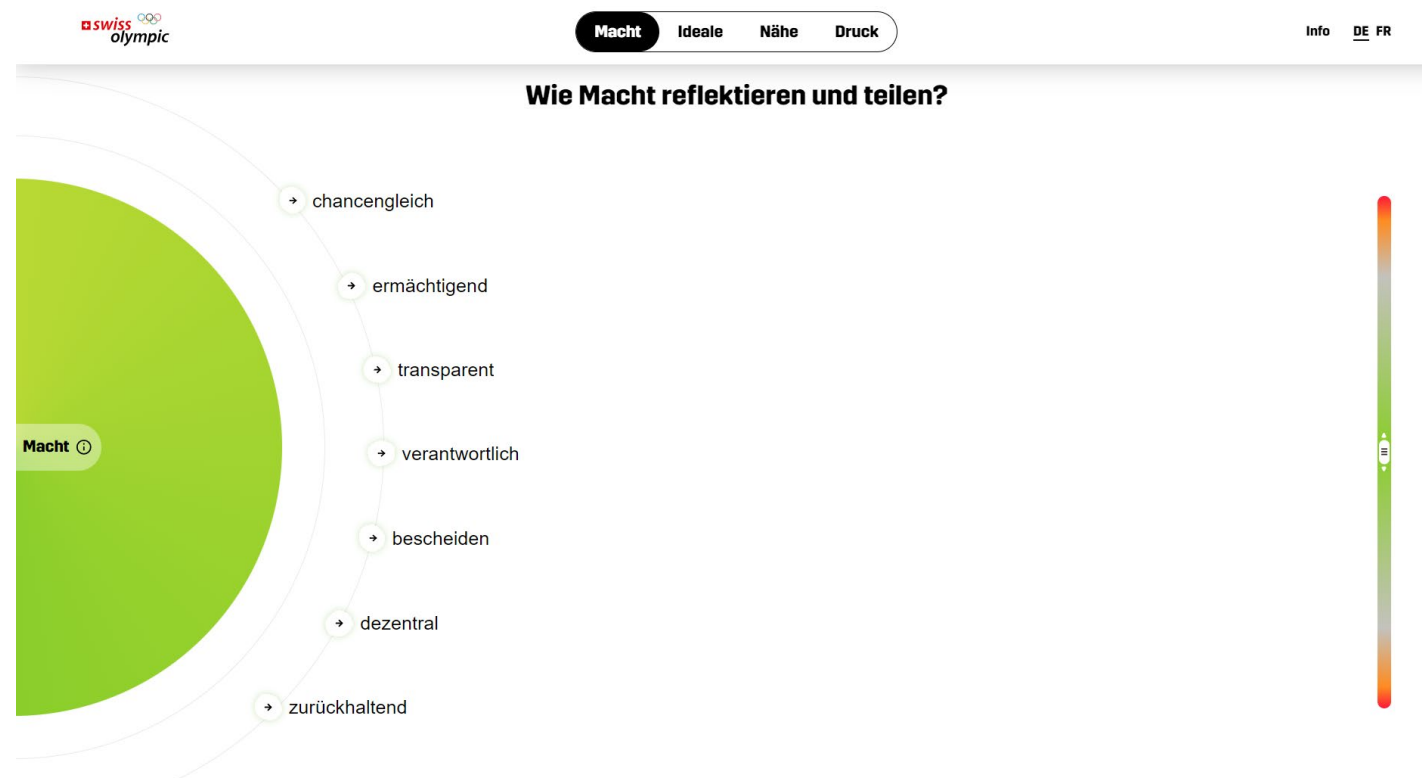 swiss
olympic
Macht Ideale Nähe Druck
Info DE FR
Wie Macht reflektieren und teilen?
chancengleich
ermächtigend
transparent
Macht
verantwortlich
bescheiden
dezentral
zurückhaltend